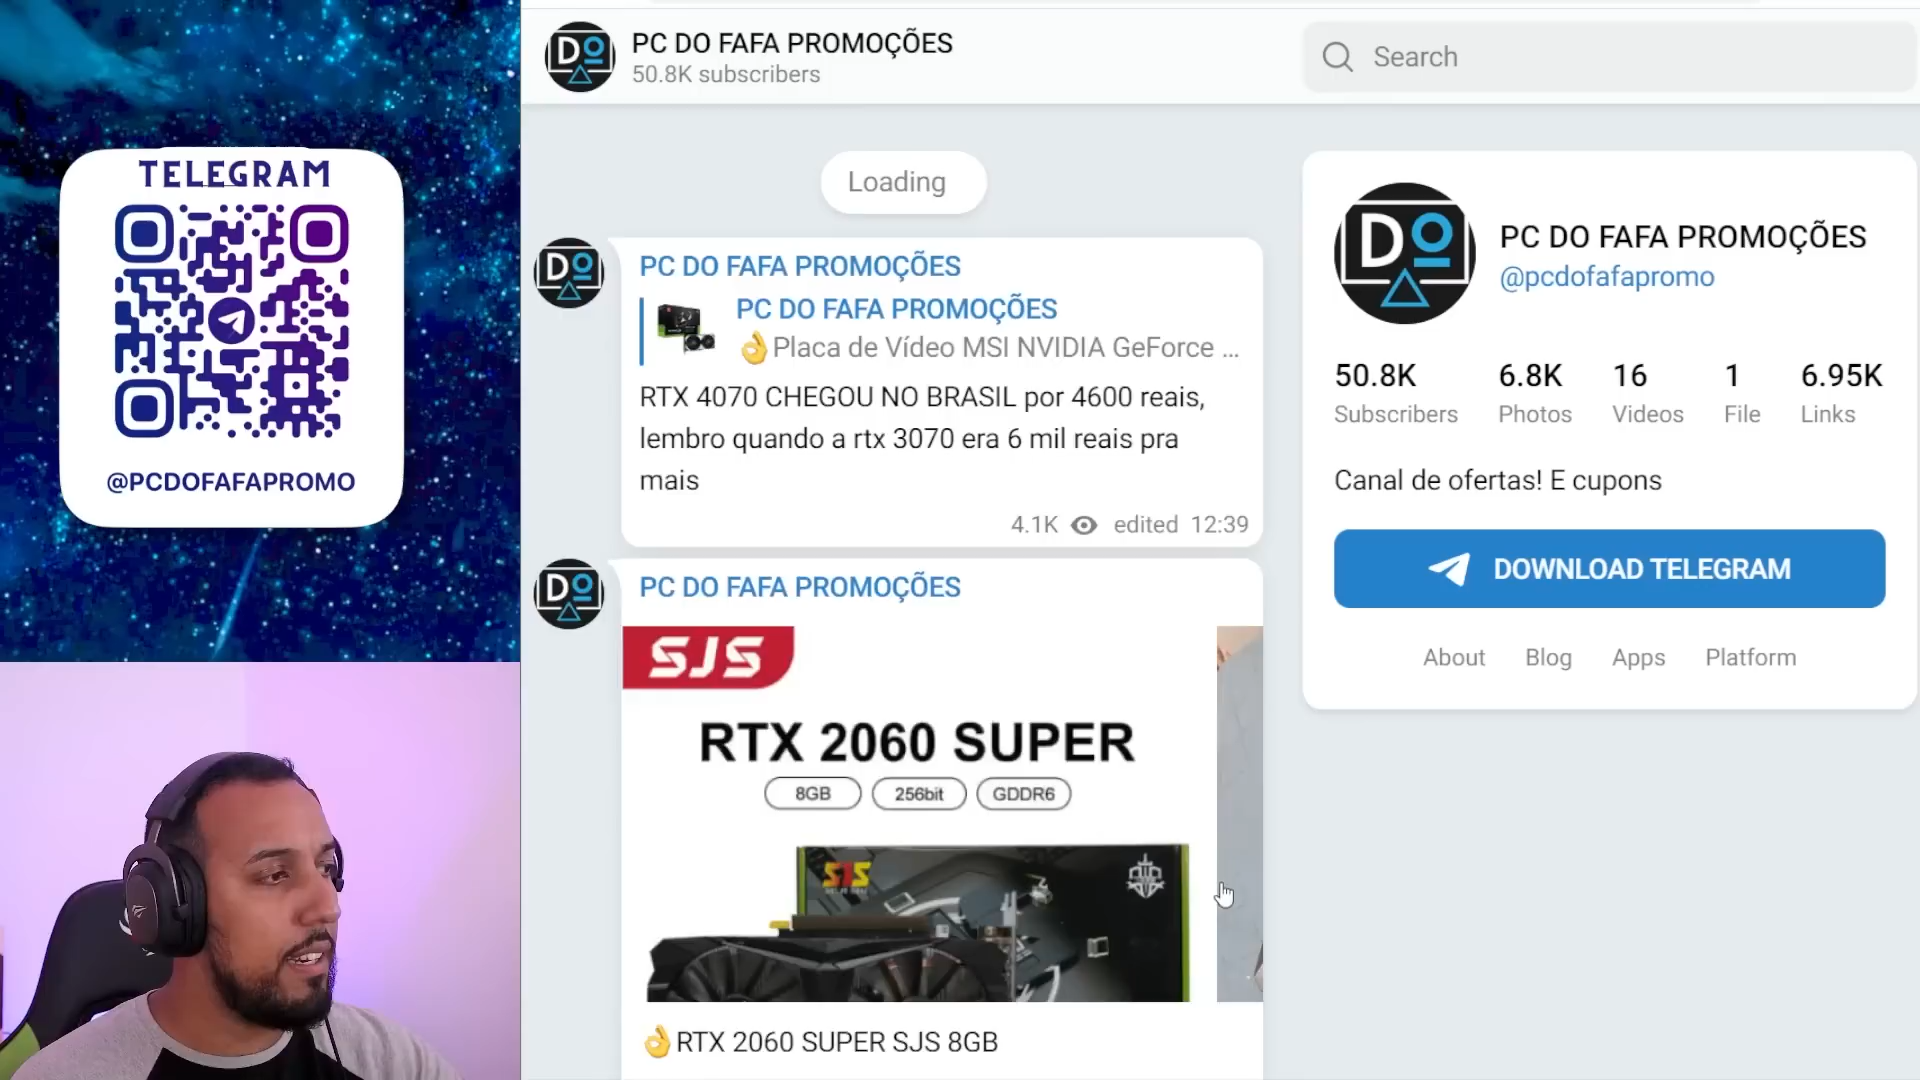 TELEGRAM
@PCDOFAFAPROMO
PC DO FAFA PROMOÇÕES
50.8K subscribers
Search
Loading
PC DO FAFA PROMOÇÕES
PC DO FAFA PROMOÇÕES
👌Placa de Vídeo MSI NVIDIA GeForce ...
RTX 4070 CHEGOU NO BRASIL por 4600 reais,
lembro quando a rtx 3070 era 6 mil reais pra
mais
4.1K edited 12:39
PC DO FAFA PROMOÇÕES
SJS
RTX 2060 SUPER
8GB 256bit GDDR6
SJS
👌RTX 2060 SUPER SJS 8GB
PC DO FAFA PROMOÇÕES
@pcdofafapromo
50.8K 6.8K 16 1 6.95K
Subscribers Photos Videos File Links
Canal de ofertas! E cupons
DOWNLOAD TELEGRAM
About Blog Apps Platform